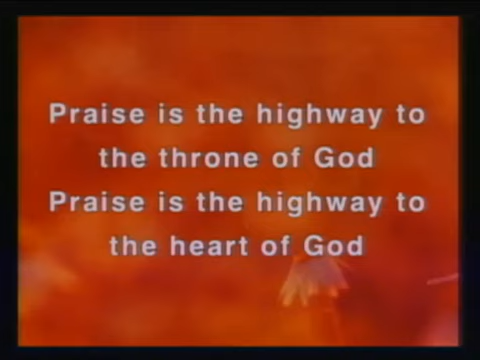 Praise is the highway to
the throne of God
Praise is the highway to
the heart of God